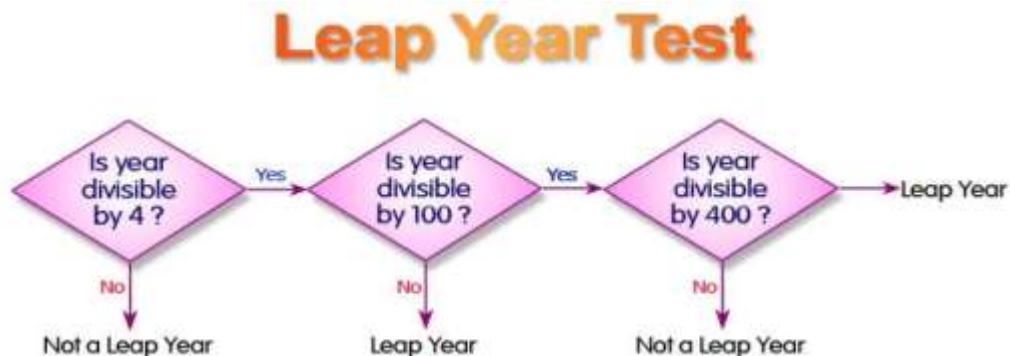 Leap Year Test
Is year
divisible
by 4 ?
Yes
Is year
divisible
by 100 ?
Yes
Is year
divisible
by 400 ?
Leap Year
No
No
No
Not a Leap Year
Leap Year
Not a Leap Year